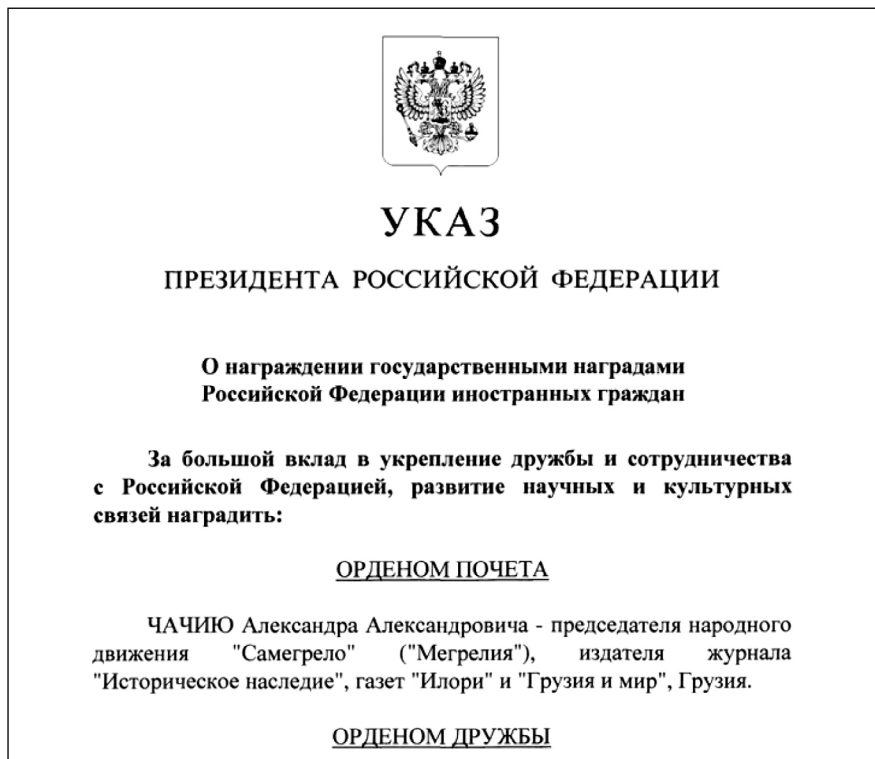 УКАЗ
ПРЕЗИДЕНТА РОССИЙСКОЙ ФЕДЕРАЦИИ
О награждении государственными наградами
Российской Федерации иностранных граждан
За большой вклад в укрепление дружбы и сотрудничества
с Российской Федерацией, развитие научных и культурных
связей наградить:
ОРДЕНОМ ПОЧЕТА
ЧАЧИЮ Александра Александровича - председателя народного
движения "Самегрело" ("Мегрелия"), издателя журнала
"Историческое наследие", газет "Илори" и "Грузия и мир", Грузия.
ОРДЕНОМ ДРУЖБЫ